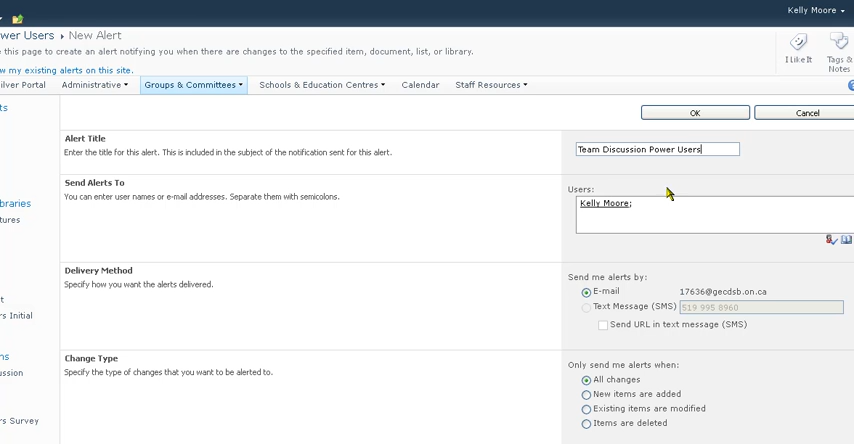 Kelly Moore
wer Users ▸ New Alert
e this page to create an alert notifying you when there are changes to the specified item, document, list, or library.
w my existing alerts on this site.
I Like It
Tags &
Notes
ilver Portal Administrative Groups & Committees Schools & Education Centres Calendar Staff Resources
ts
OK Cancel
Alert Title
Enter the title for this alert. This is included in the subject of the notification sent for this alert.
Team Discussion Power Users
Send Alerts To
You can enter user names or e-mail addresses. Separate them with semicolons.
Users:
Kelly Moore;
braries
tures
Delivery Method
Specify how you want the alerts delivered.
Send me alerts by:
E-mail 17636@gecdsb.on.ca
Text Message (SMS) 519 995 8960
Send URL in text message (SMS)
t
rs Initial
Change Type
Specify the type of changes that you want to be alerted to.
Only send me alerts when:
All changes
New items are added
Existing items are modified
Items are deleted
ns
ussion
rs Survey